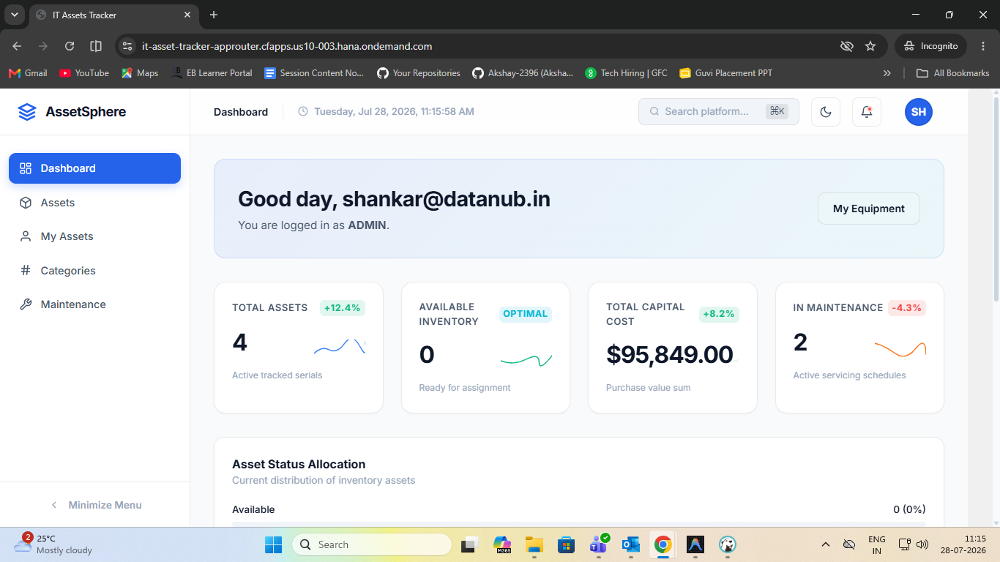 IT Assets Tracker
it-asset-tracker-approuter.cfapps.us10-003.hana.ondemand.com
Incognito
Gmail
YouTube
Maps
EB Learner Portal
Session Content No...
Your Repositories
Akshay-2396 (Aksha...
Tech Hiring | GFC
Guvi Placement PPT
All Bookmarks
AssetSphere
Dashboard
Tuesday, Jul 28, 2026, 11:15:58 AM
Search platform...
⌘K
SH
Dashboard
Assets
My Assets
Categories
Maintenance
Minimize Menu
Good day, shankar@datanub.in
You are logged in as ADMIN.
My Equipment
TOTAL ASSETS
+12.4%
4
Active tracked serials
AVAILABLE
INVENTORY
OPTIMAL
0
Ready for assignment
TOTAL CAPITAL
COST
+8.2%
$95,849.00
Purchase value sum
IN MAINTENANCE
-4.3%
2
Active servicing schedules
Asset Status Allocation
Current distribution of inventory assets
Available
0 (0%)
2
25°C
Mostly cloudy
Search
M365
ENG
IN
11:15
28-07-2026